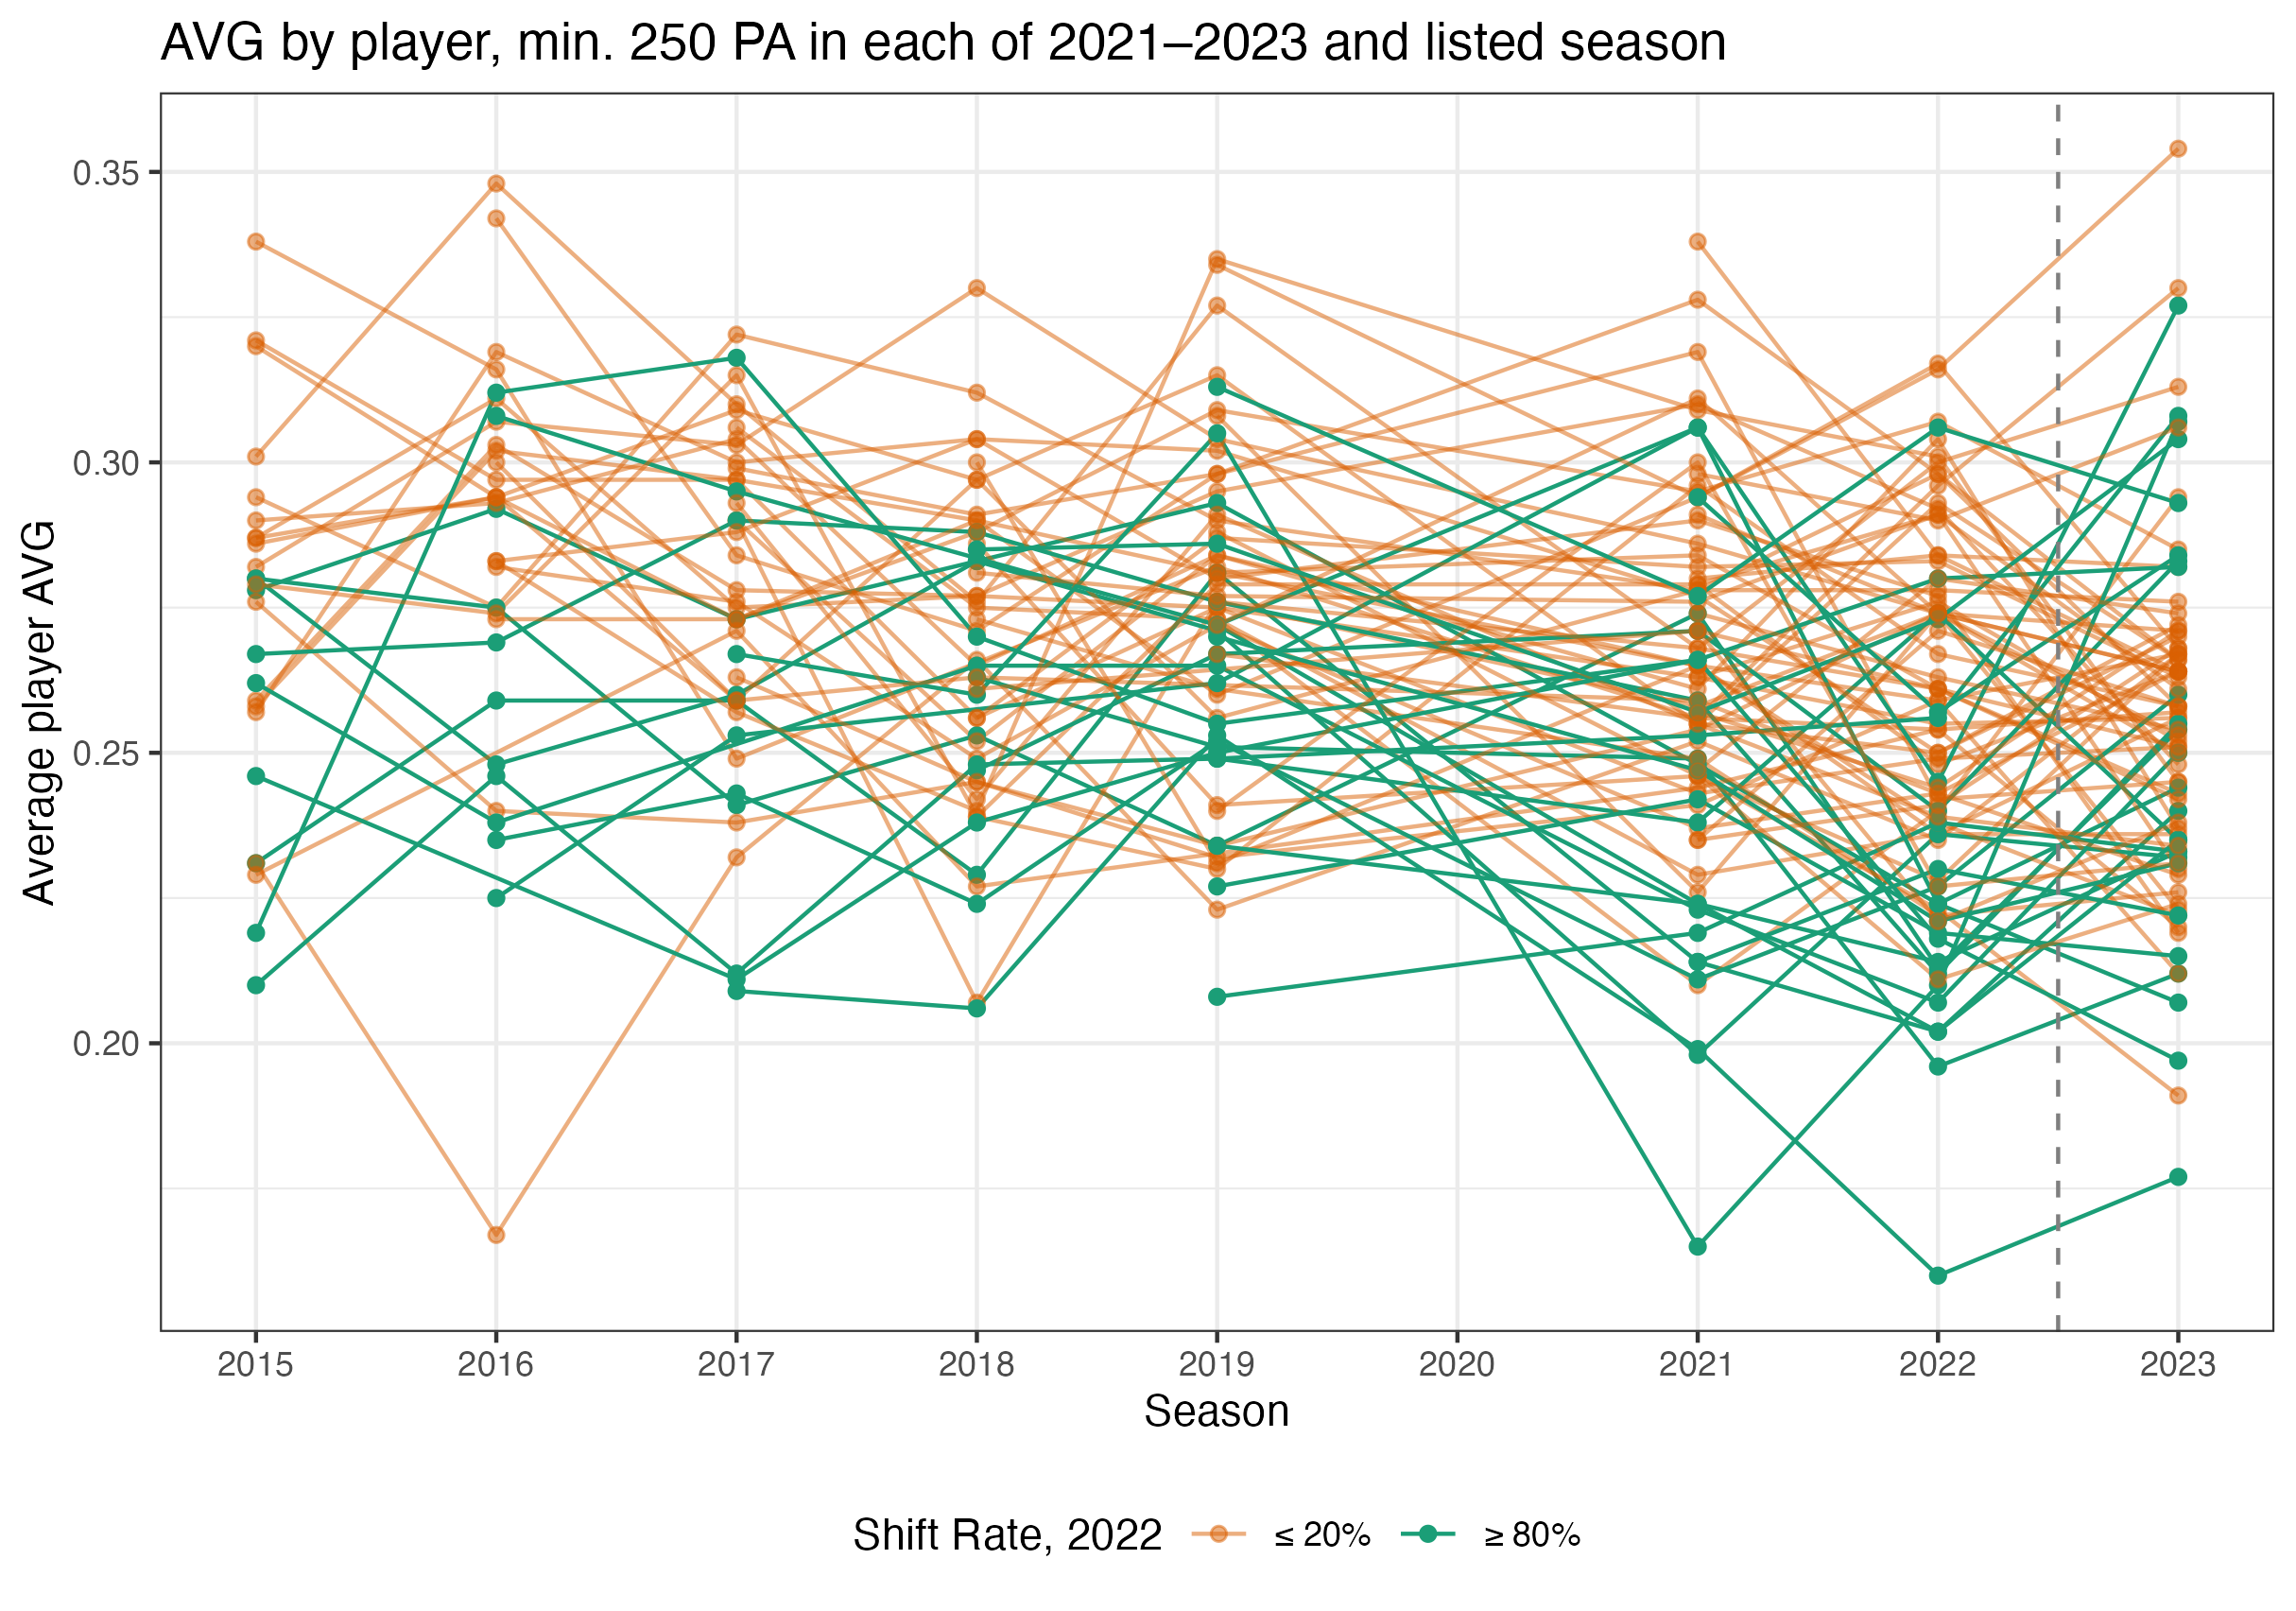 AVG by player, min. 250 PA in each of 2021–2023 and listed season
Average player AVG
0.35
0.30
0.25
0.20
2015 2016 2017 2018 2019 2020 2021 2022 2023
Season
Shift Rate, 2022 ≤ 20% ≥ 80%